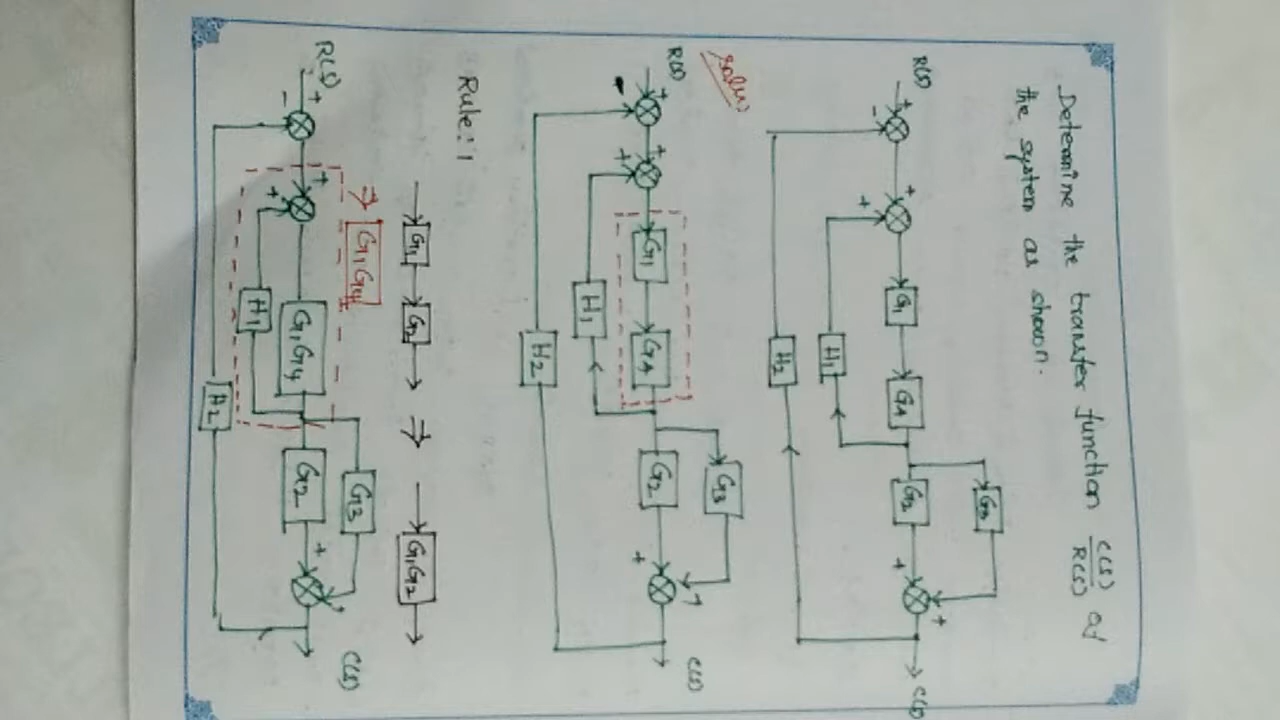 Determine the transfer function C(s)
R(s) of
the system as shown.
R(s) + - + + G1 G4 G2 G3 + + C(s)
H1
H2
Soln)
R(s) + + + G1 G4 G2 G3 + C(s)
H1
H2
Rule:1
G1 G2 ⇒ G1G2
G1G4
R(s) + - + + G1G4 G2 G3 + C(s)
H1
H2